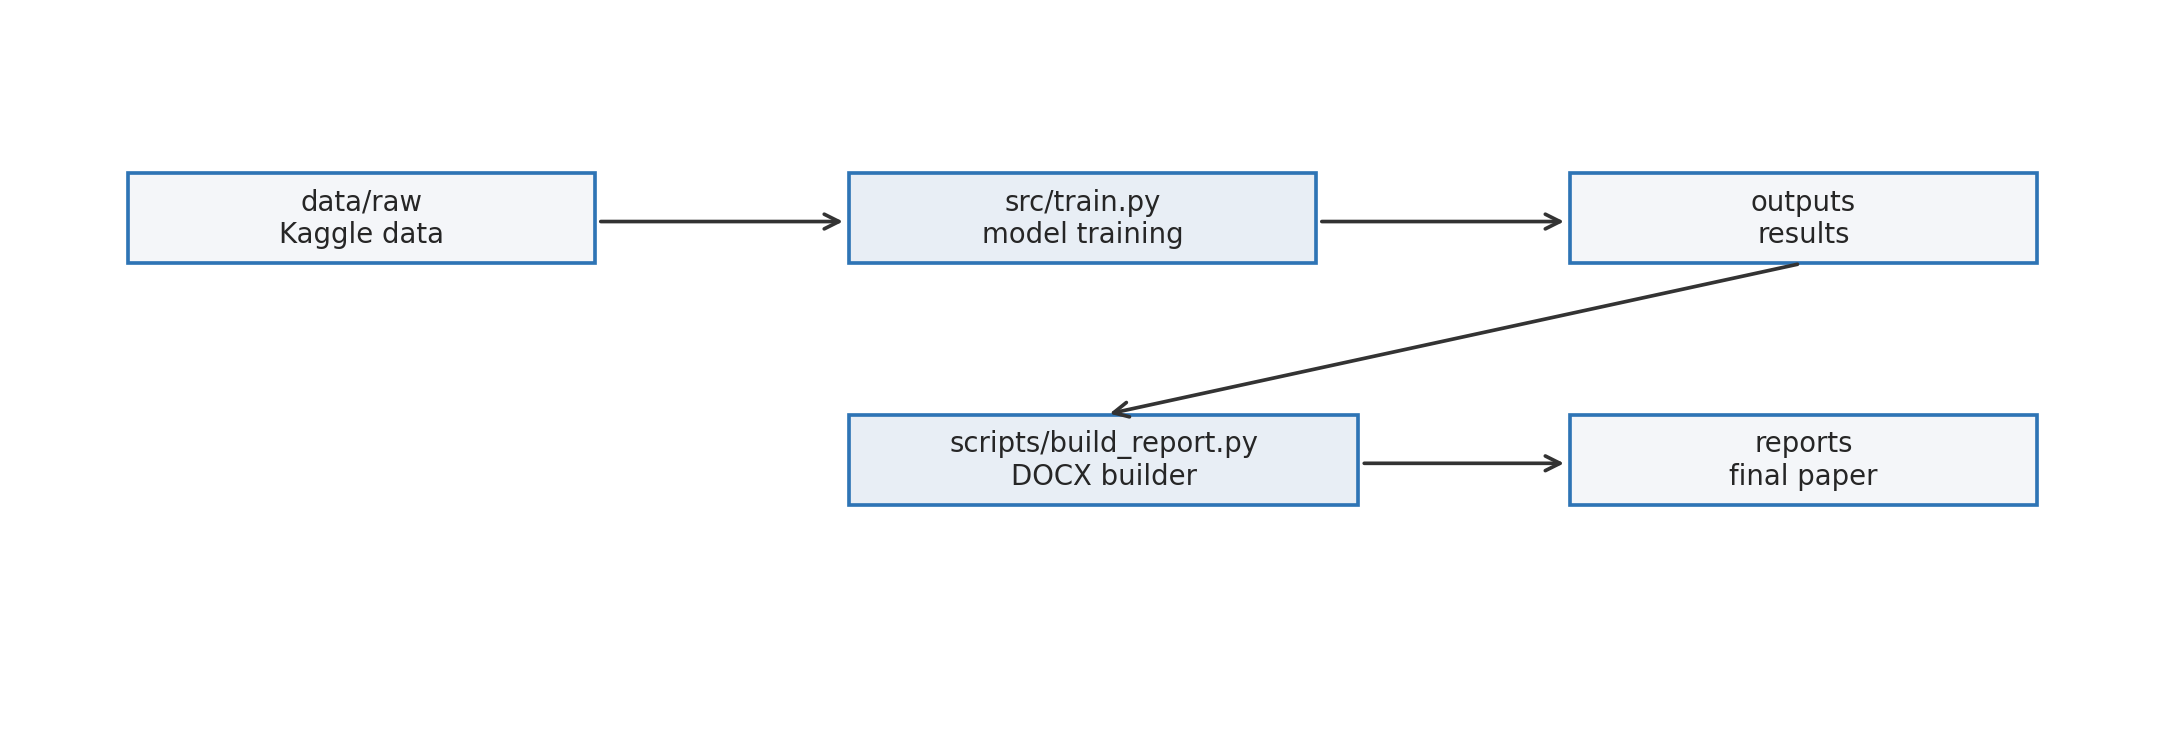 data/raw
Kaggle data
src/train.py
model training
outputs
results
scripts/build_report.py
DOCX builder
reports
final paper